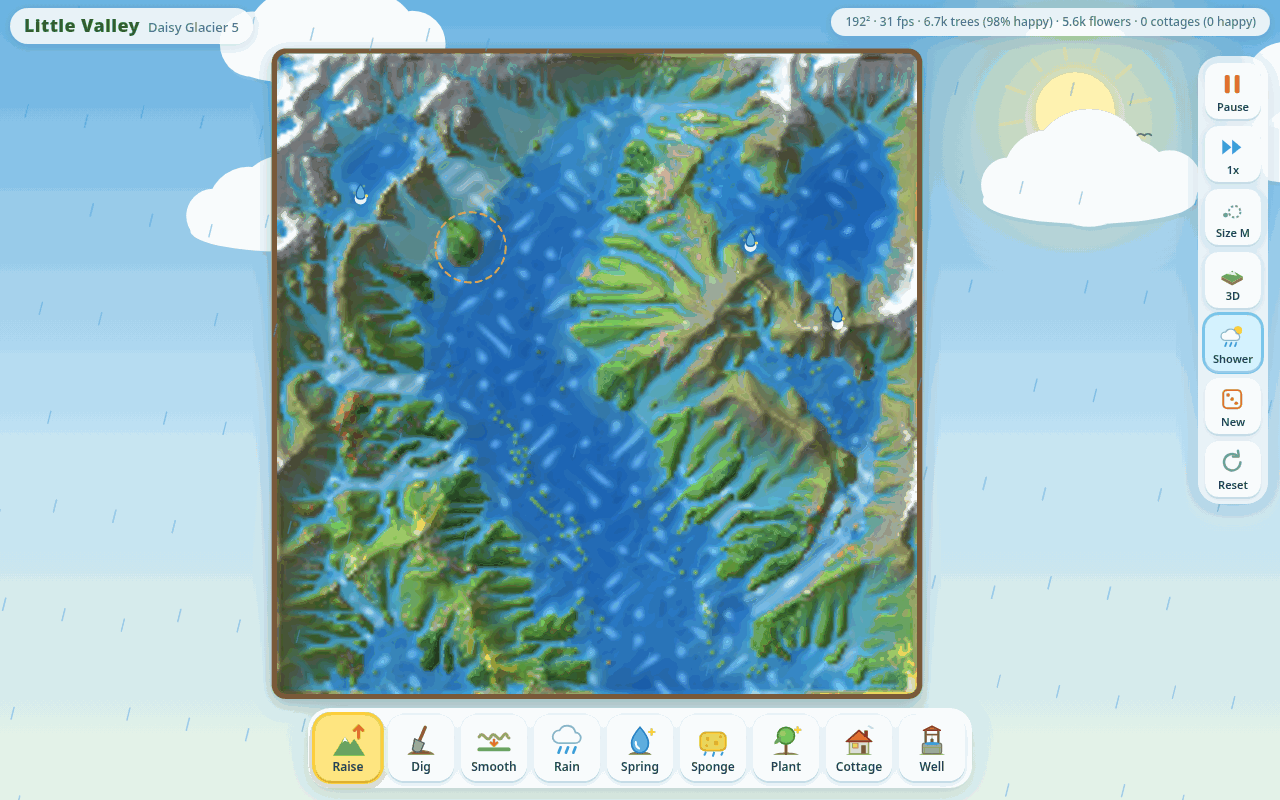 Little Valley Daisy Glacier 5
192² · 31 fps · 6.7k trees (98% happy) · 5.6k flowers · 0 cottages (0 happy)
Pause
1x
Size M
3D
Shower
New
Reset
Raise
Dig
Smooth
Rain
Spring
Sponge
Plant
Cottage
Well